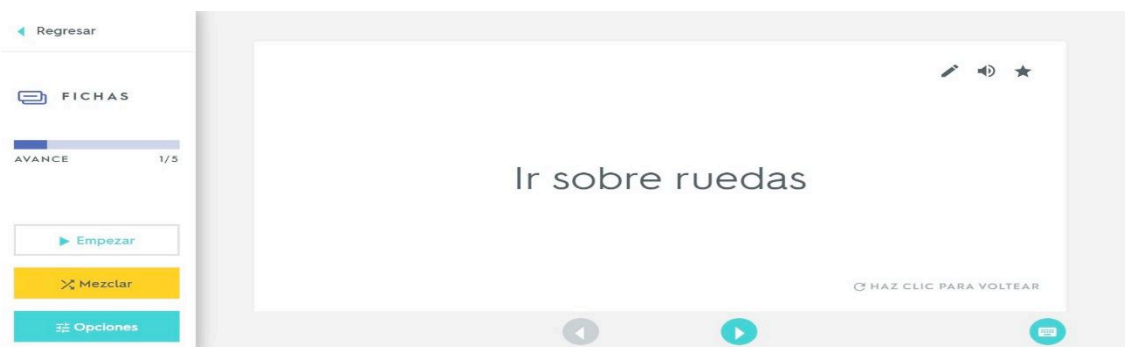 Regresar
FICHAS
AVANCE 1/5
Empezar
Mezclar
Opciones
Ir sobre ruedas
HAZ CLIC PARA VOLTEAR